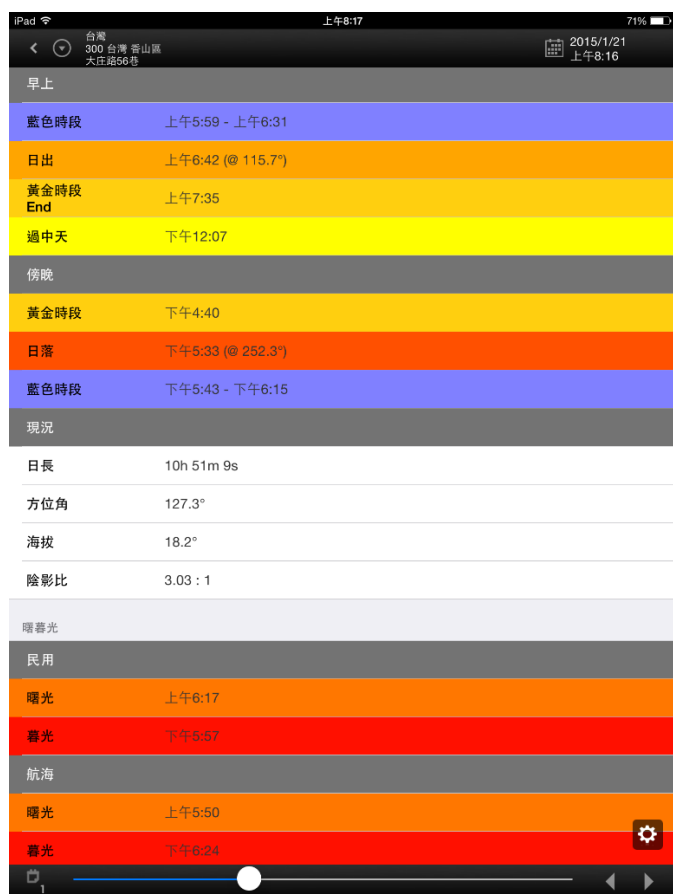 iPad 上午8:17 71%
台灣
300 台灣 香山區
大庄路56巷
2015/1/21
上午8:16
早上
藍色時段 上午5:59 - 上午6:31
日出 上午6:42 (@ 115.7°)
黃金時段
End
上午7:35
過中天 下午12:07
傍晚
黃金時段 下午4:40
日落 下午5:33 (@ 252.3°)
藍色時段 下午5:43 - 下午6:15
現況
日長 10h 51m 9s
方位角 127.3°
海拔 18.2°
陰影比 3.03 : 1
曙暮光
民用
曙光 上午6:17
暮光 下午5:57
航海
曙光 上午5:50
暮光 下午6:24
1